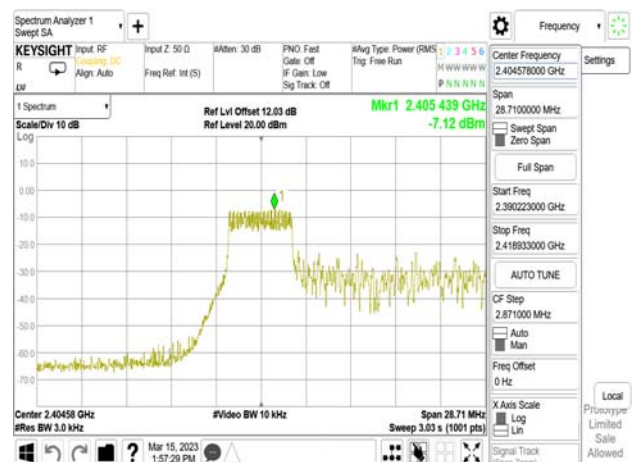 Spectrum Analyzer 1
Swept SA
Frequency
KEYSIGHT
Input: RF
Coupling: DC
Align: Auto
Input Z: 50 Ω
Freq Ref: Int (S)
#Atten: 30 dB
PNO: Fast
Gate: Off
IF Gain: Low
Sig Track: Off
#Avg Type: Power (RMS
Trig: Free Run
1 2 3 4 5 6
M W W W W W
P N N N N N
R
LVI
1 Spectrum
Scale/Div 10 dB
Log
Ref Lvl Offset 12.03 dB
Ref Level 20.00 dBm
Mkr1 2.405 439 GHz
-7.12 dBm
10.0
0.00
-10.0
-20.0
-30.0
-40.0
-50.0
-60.0
-70.0
1
Center 2.40458 GHz
#Res BW 3.0 kHz
#Video BW 10 kHz
Span 28.71 MHz
Sweep 3.03 s (1001 pts)
Mar 15, 2023
1:57:29 PM
Center Frequency
2.404578000 GHz
Settings
Span
28.7100000 MHz
Swept Span
Zero Span
Full Span
Start Freq
2.390223000 GHz
Stop Freq
2.418933000 GHz
AUTO TUNE
CF Step
2.871000 MHz
Auto
Man
Freq Offset
0 Hz
X Axis Scale
Log
Lin
Signal Track
Local
Prototype
Limited
Sale
Allowed